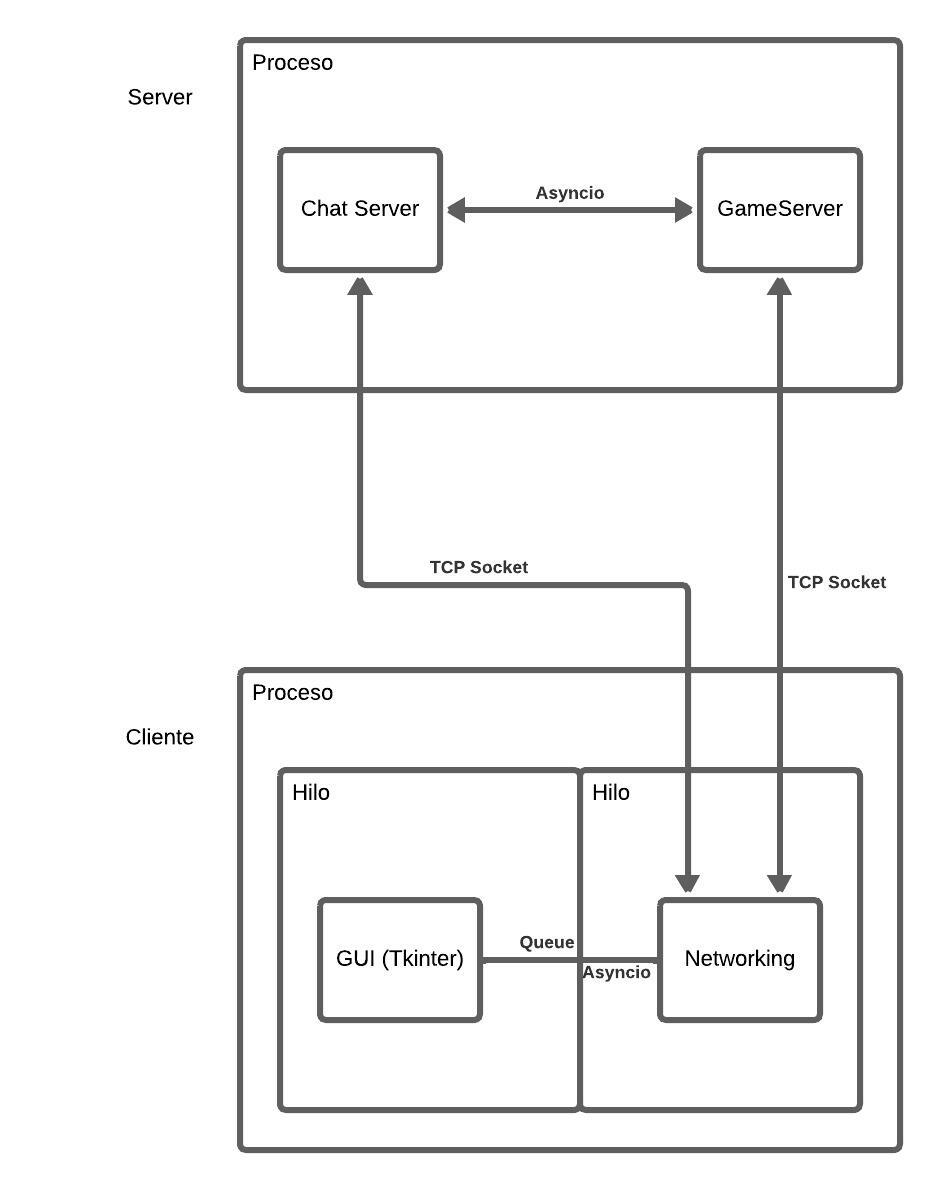 Proceso
Server
Chat Server
Asyncio
GameServer
TCP Socket
TCP Socket
Proceso
Cliente
Hilo
Hilo
GUI (Tkinter)
Queue
Asyncio
Networking